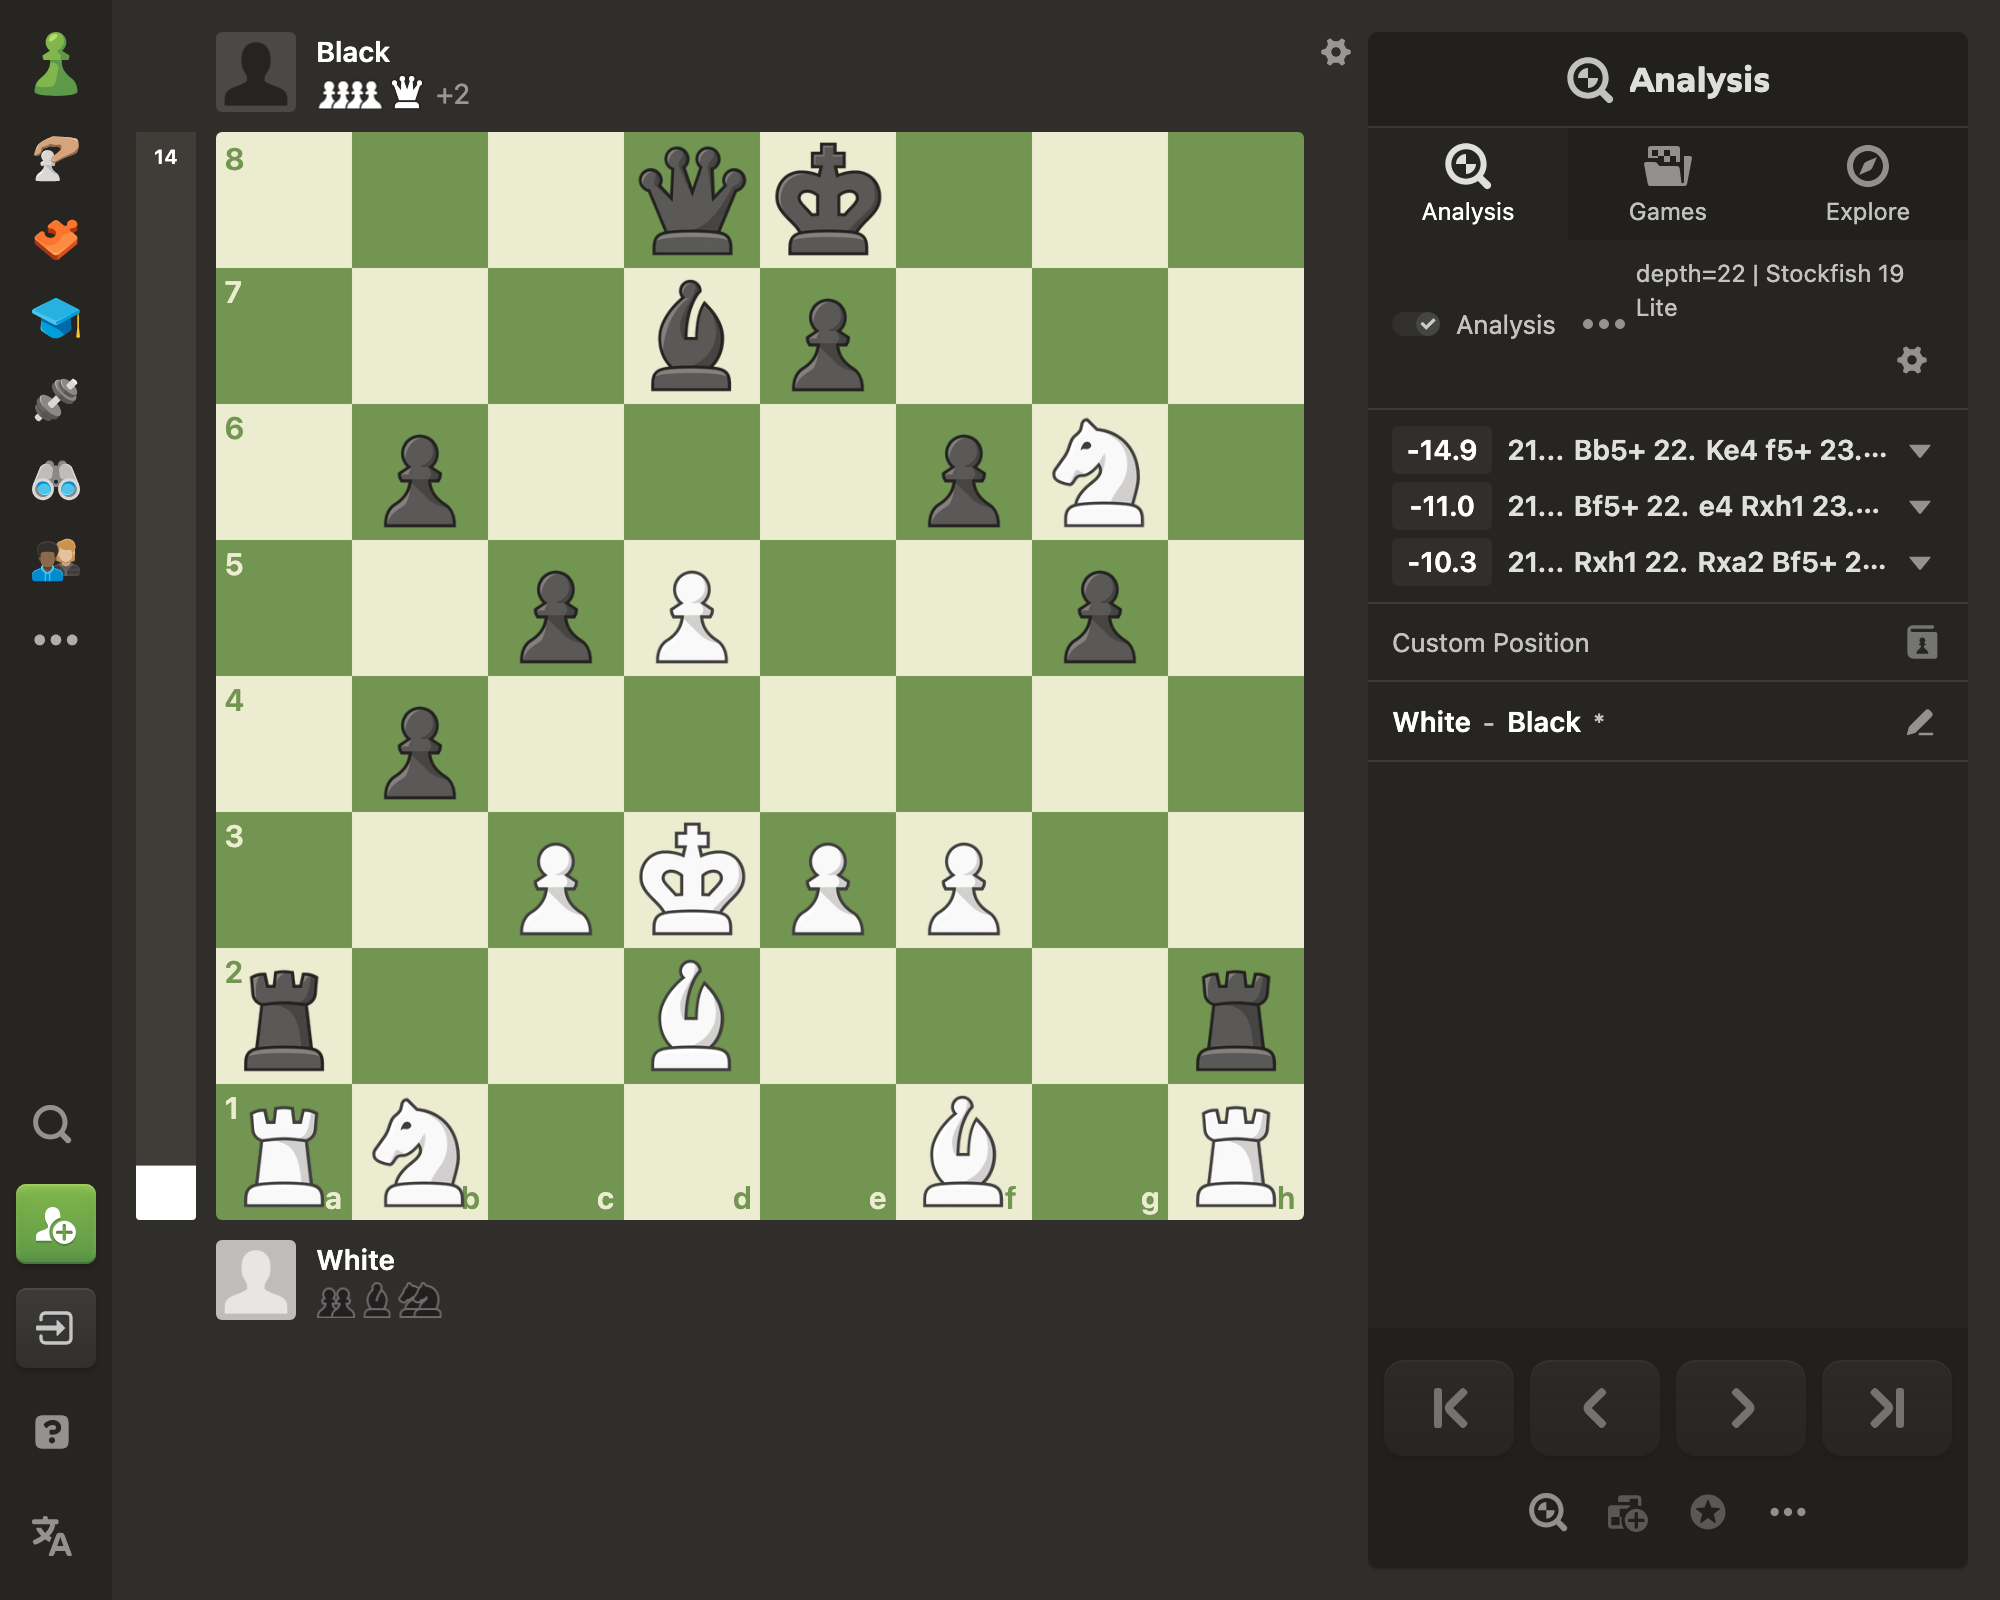 Black
+2
14
8
7
6
5
4
3
2
1
a
b
c
d
e
f
g
h
White
Analysis
Analysis
Games
Explore
Analysis
depth=22 | Stockfish 19
Lite
-14.9 21... Bb5+ 22. Ke4 f5+ 23....
-11.0 21... Bf5+ 22. e4 Rxh1 23....
-10.3 21... Rxh1 22. Rxa2 Bf5+ 2...
Custom Position
White - Black *